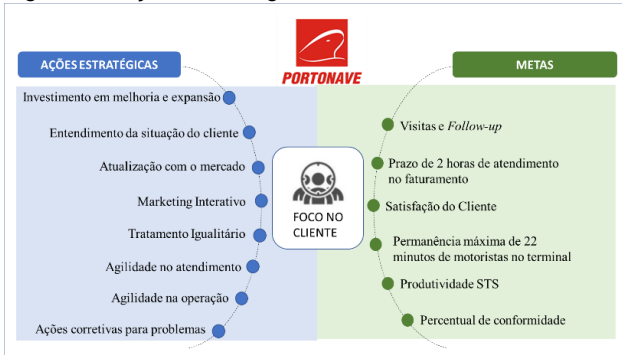 PORTONAVE
AÇÕES ESTRATÉGICAS
Investimento em melhoria e expansão
Entendimento da situação do cliente
Atualização com o mercado
Marketing Interativo
Tratamento Igualitário
Agilidade no atendimento
Agilidade na operação
Ações corretivas para problemas
FOCO NO
CLIENTE
METAS
Visitas e Follow-up
Prazo de 2 horas de atendimento
no faturamento
Satisfação do Cliente
Permanência máxima de 22
minutos de motoristas no terminal
Produtividade STS
Percentual de conformidade